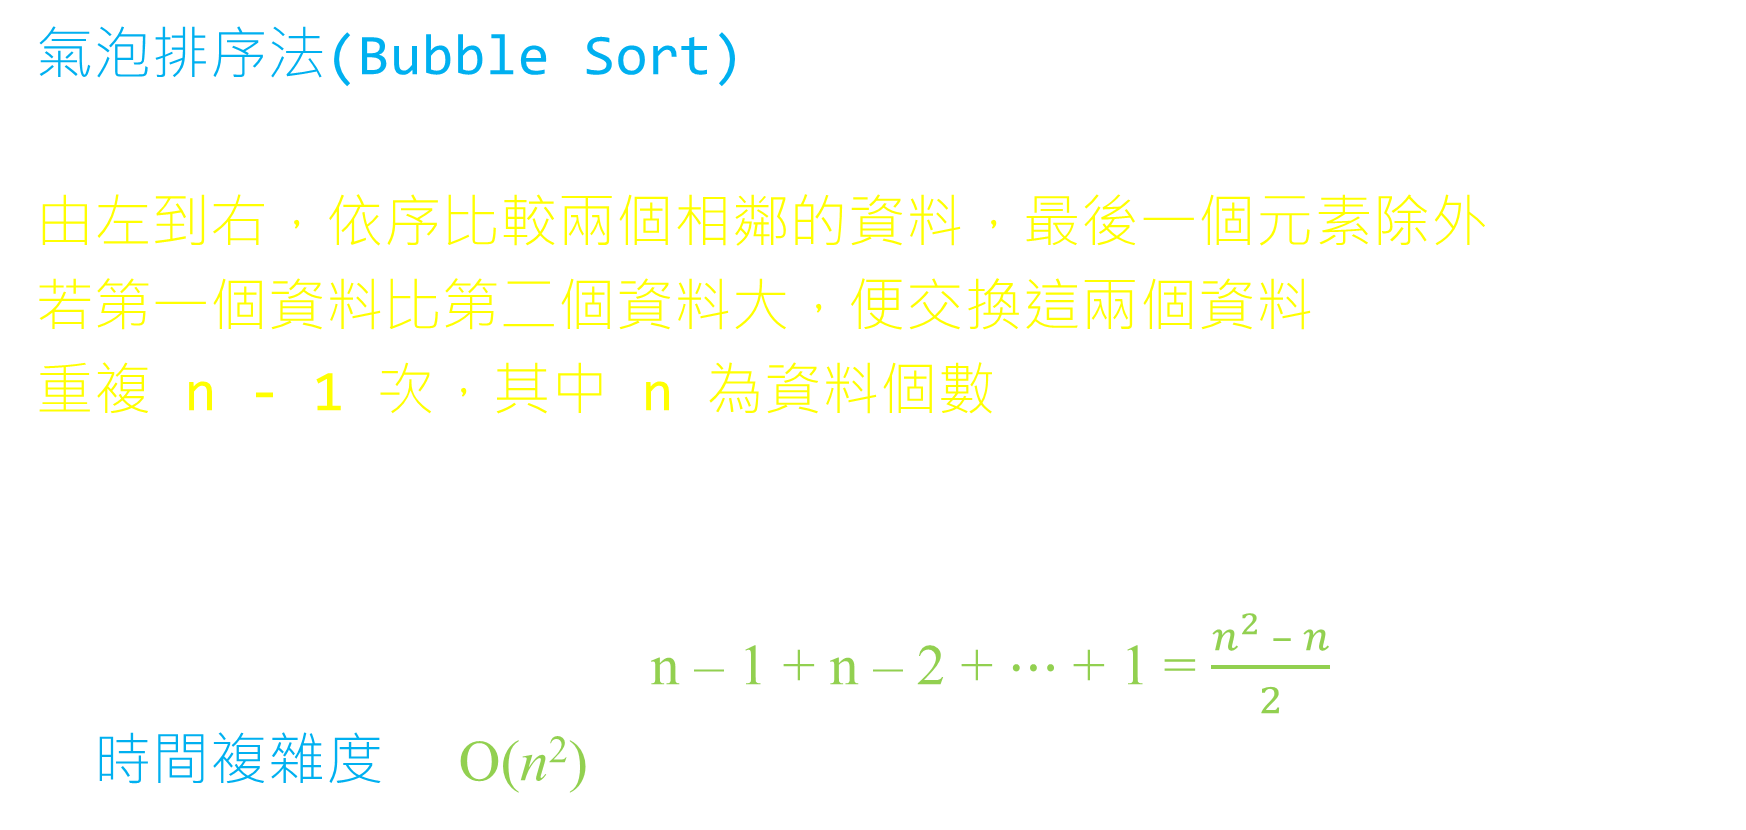 氣泡排序法(Bubble Sort)
由左到右，依序比較兩個相鄰的資料，最後一個元素除外
若第一個資料比第二個資料大，便交換這兩個資料
重複 n - 1 次，其中 n 為資料個數
n – 1 + n – 2 + ⋯ + 1 = \frac{n^2 - n}{2}
時間複雜度 O(n²)